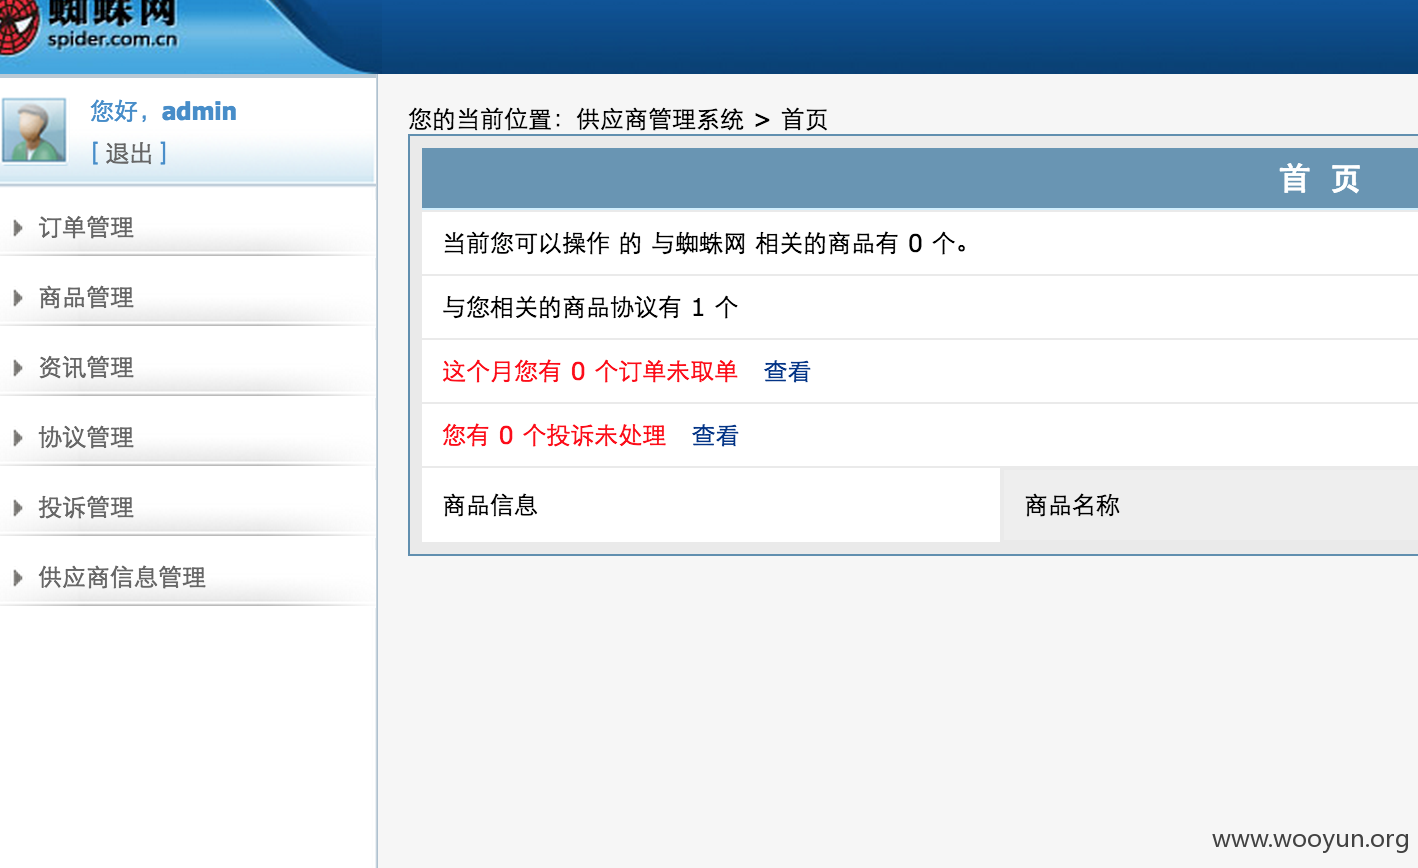 蜘蛛网
spider.com.cn
您好，admin
[ 退出 ]
订单管理
商品管理
资讯管理
协议管理
投诉管理
供应商信息管理
您的当前位置：供应商管理系统 > 首页
首 页
当前您可以操作 的 与蜘蛛网 相关的商品有 0 个。
与您相关的商品协议有 1 个
这个月您有 0 个订单未取单 查看
您有 0 个投诉未处理 查看
商品信息 商品名称
www.wooyun.org